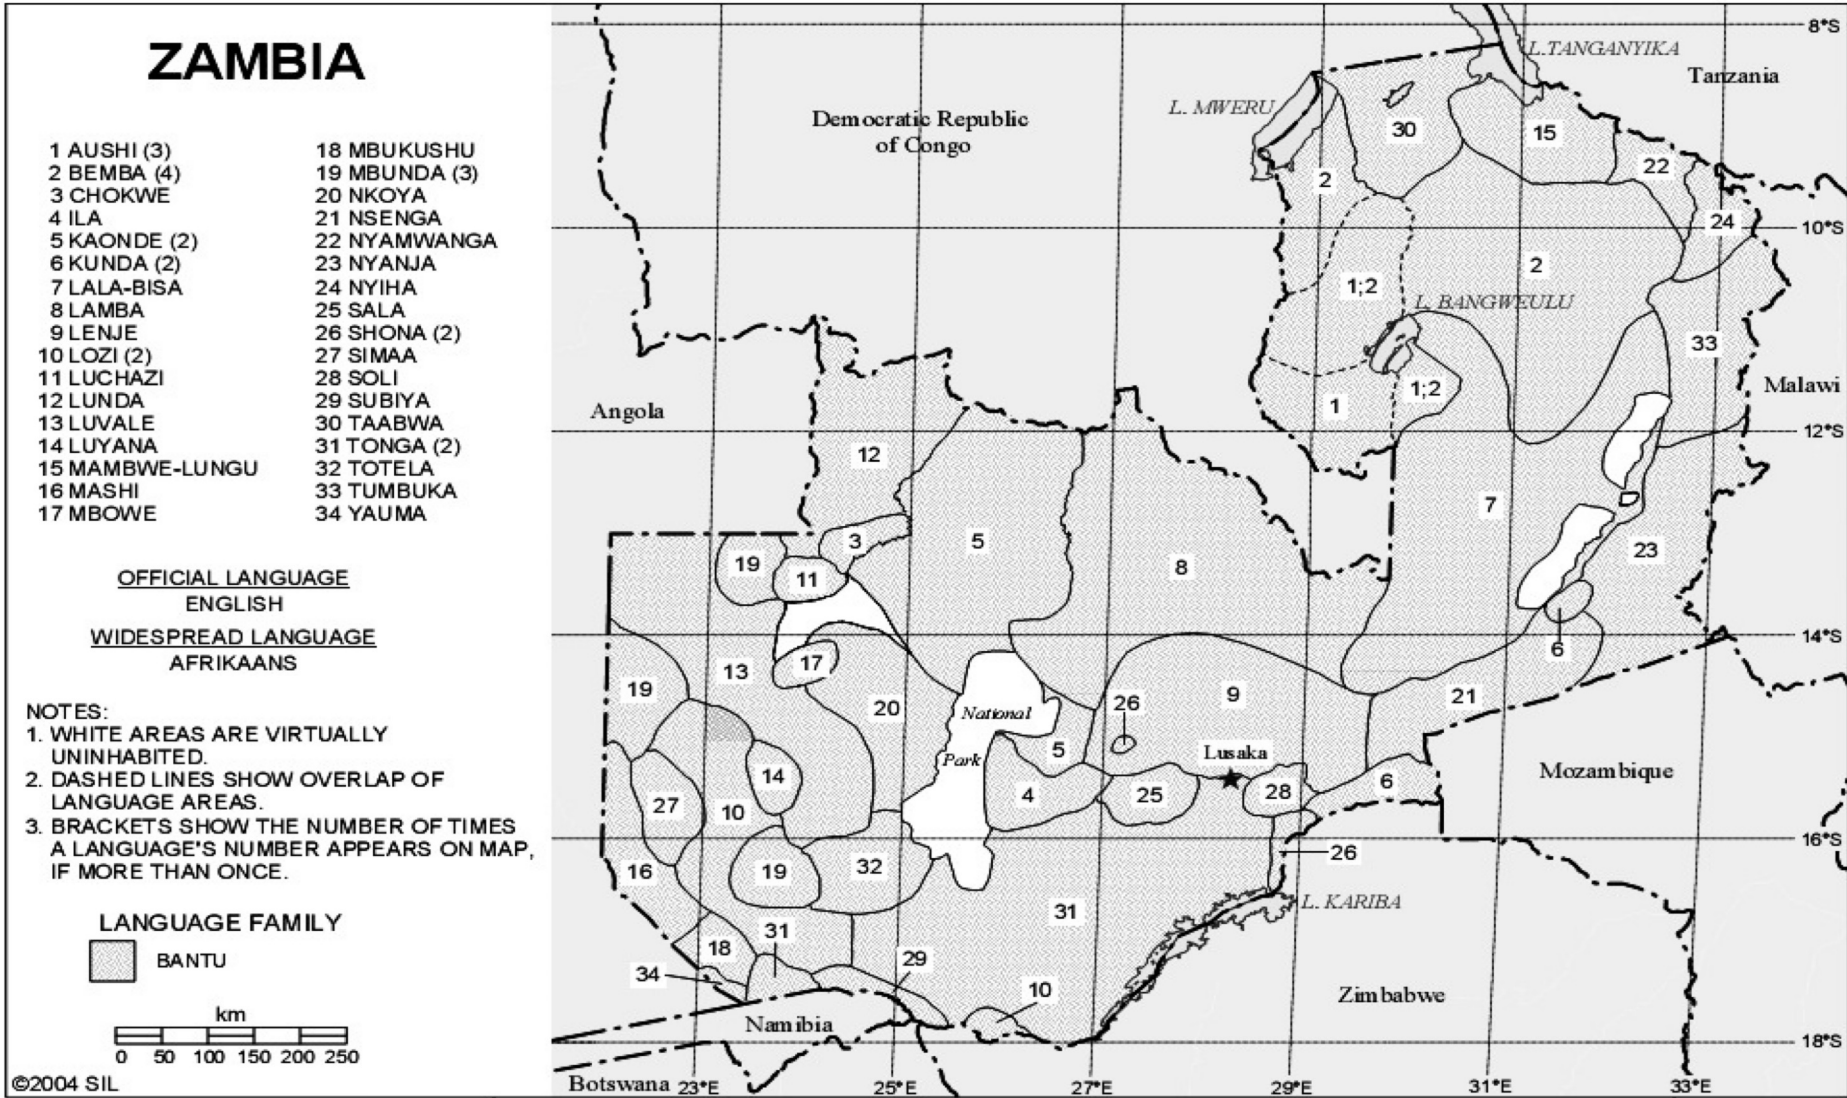 ZAMBIA
1 AUSHI (3)
2 BEMBA (4)
3 CHOKWE
4 ILA
5 KAONDE (2)
6 KUNDA (2)
7 LALA-BISA
8 LAMBA
9 LENJE
10 LOZI (2)
11 LUCHAZI
12 LUNDA
13 LUVALE
14 LUYANA
15 MAMBWE-LUNGU
16 MASHI
17 MBOWE
18 MBUKUSHU
19 MBUNDA (3)
20 NKOYA
21 NSENGA
22 NYAMWANGA
23 NYANJA
24 NYIHA
25 SALA
26 SHONA (2)
27 SIMAA
28 SOLI
29 SUBIYA
30 TAABWA
31 TONGA (2)
32 TOTELA
33 TUMBUKA
34 YAUMA
OFFICIAL LANGUAGE
ENGLISH
WIDESPREAD LANGUAGE
AFRIKAANS
NOTES:
1. WHITE AREAS ARE VIRTUALLY
UNINHABITED.
2. DASHED LINES SHOW OVERLAP OF
LANGUAGE AREAS.
3. BRACKETS SHOW THE NUMBER OF TIMES
A LANGUAGE'S NUMBER APPEARS ON MAP,
IF MORE THAN ONCE.
LANGUAGE FAMILY
BANTU
km
0 50 100 150 200 250
©2004 SIL
8°S
L.TANGANYIKA
Tanzania
L. MWERU
Democratic Republic
of Congo
30
15
22
2
24
10°S
2
1;2
L. BANGWEULU
33
Malawi
1;2
1
Angola
12°S
12
7
3
5
23
19
11
8
14°S
6
17
13
19
20
9
21
National
26
5
Lusaka
Park
Mozambique
14
6
4
25
28
27
10
16°S
26
32
19
16
L. KARIBA
31
31
18
29
34
10
Zimbabwe
Namibia
18°S
Botswana
23°E
25°E
27°E
29°E
31°E
33°E